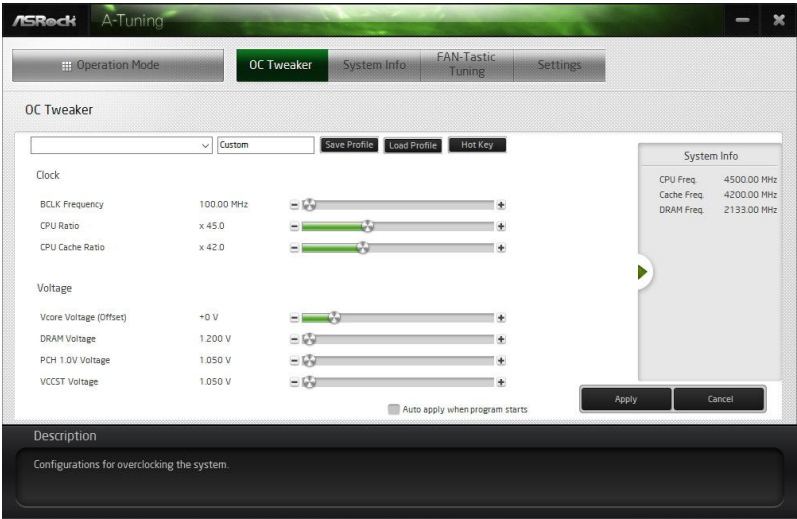 ASRock A-Tuning
Operation Mode OC Tweaker System Info FAN-Tastic Tuning Settings
OC Tweaker
Custom Save Profile Load Profile Hot Key
Clock
BCLK Frequency 100.00 MHz
CPU Ratio x 45.0
CPU Cache Ratio x 42.0
Voltage
Vcore Voltage (Offset) +0 V
DRAM Voltage 1.200 V
PCH 1.0V Voltage 1.050 V
VCCST Voltage 1.050 V
Auto apply when program starts
System Info
CPU Freq. 4500.00 MHz
Cache Freq. 4200.00 MHz
DRAM Freq. 2133.00 MHz
Apply Cancel
Description
Configurations for overclocking the system.